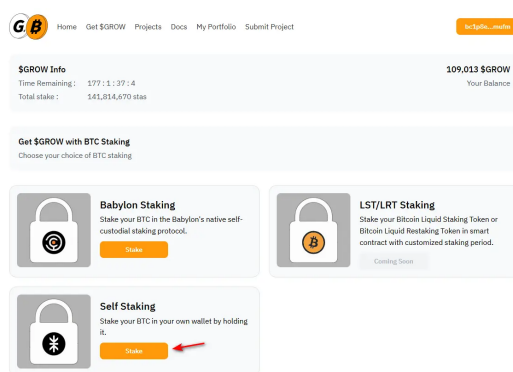 G.
Home Get $GROW Projects Docs My Portfolio Submit Project
$GROW Info
Time Remaining : 177 : 1 : 37 : 4
Total stake : 141,814,670 stas
109,013 $GROW
Your Balance
Get $GROW with BTC Staking
Choose your choice of BTC staking
Babylon Staking
Stake your BTC in the Babylon's native self-
custodial staking protocol.
Stake
LST/LRT Staking
Stake your Bitcoin Liquid Staking Token or
Bitcoin Liquid Restaking Token in smart
contract with customized staking period.
Coming Soon
Self Staking
Stake your BTC in your own wallet by holding
it.
Stake